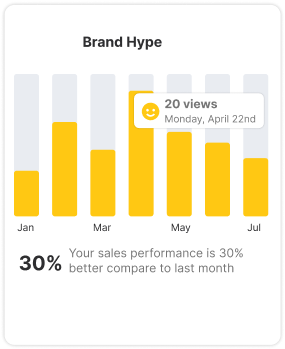 Brand Hype
20 views
Monday, April 22nd
Jan Mar May Jul
30%
Your sales performance is 30%
better compare to last month